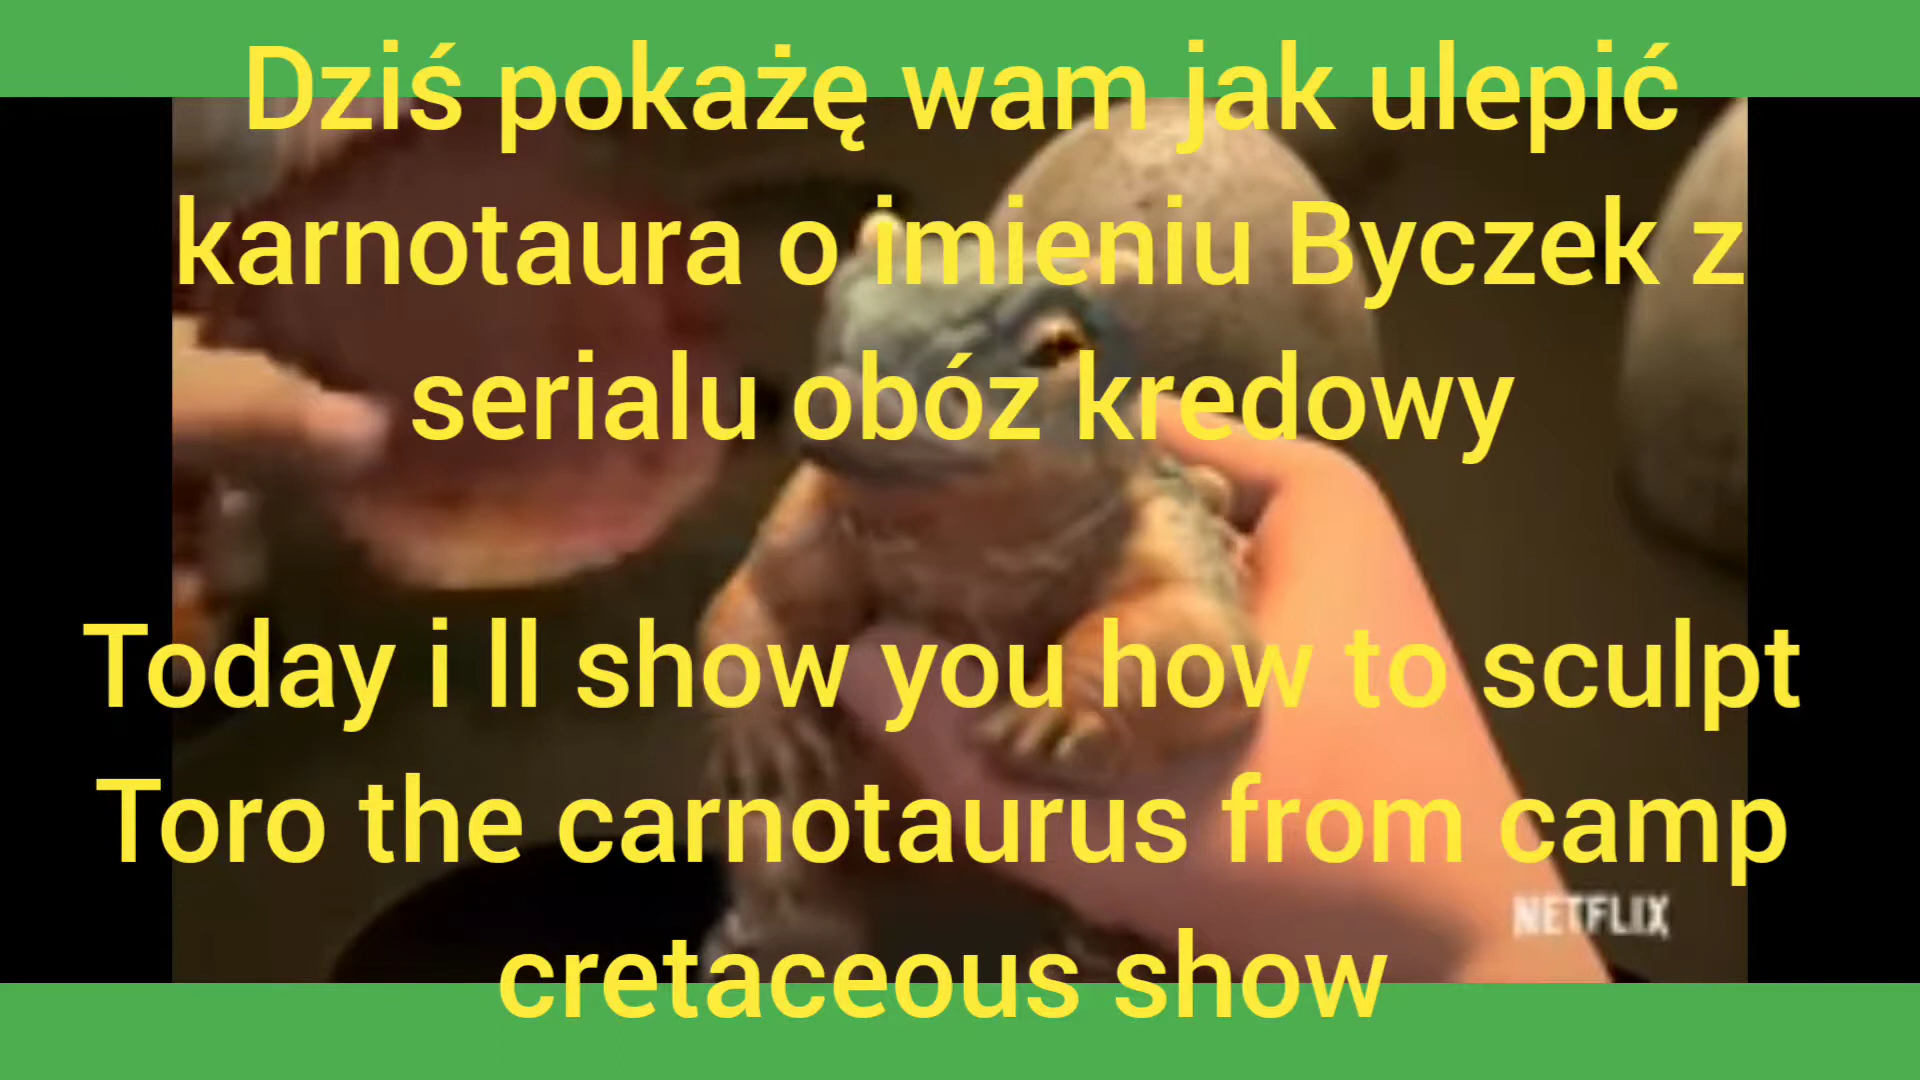 Dziś pokażę wam jak ulepić
karnotaura o imieniu Byczek z
serialu obóz kredowy
Today i ll show you how to sculpt
Toro the carnotaurus from camp
cretaceous show
NETFLIX